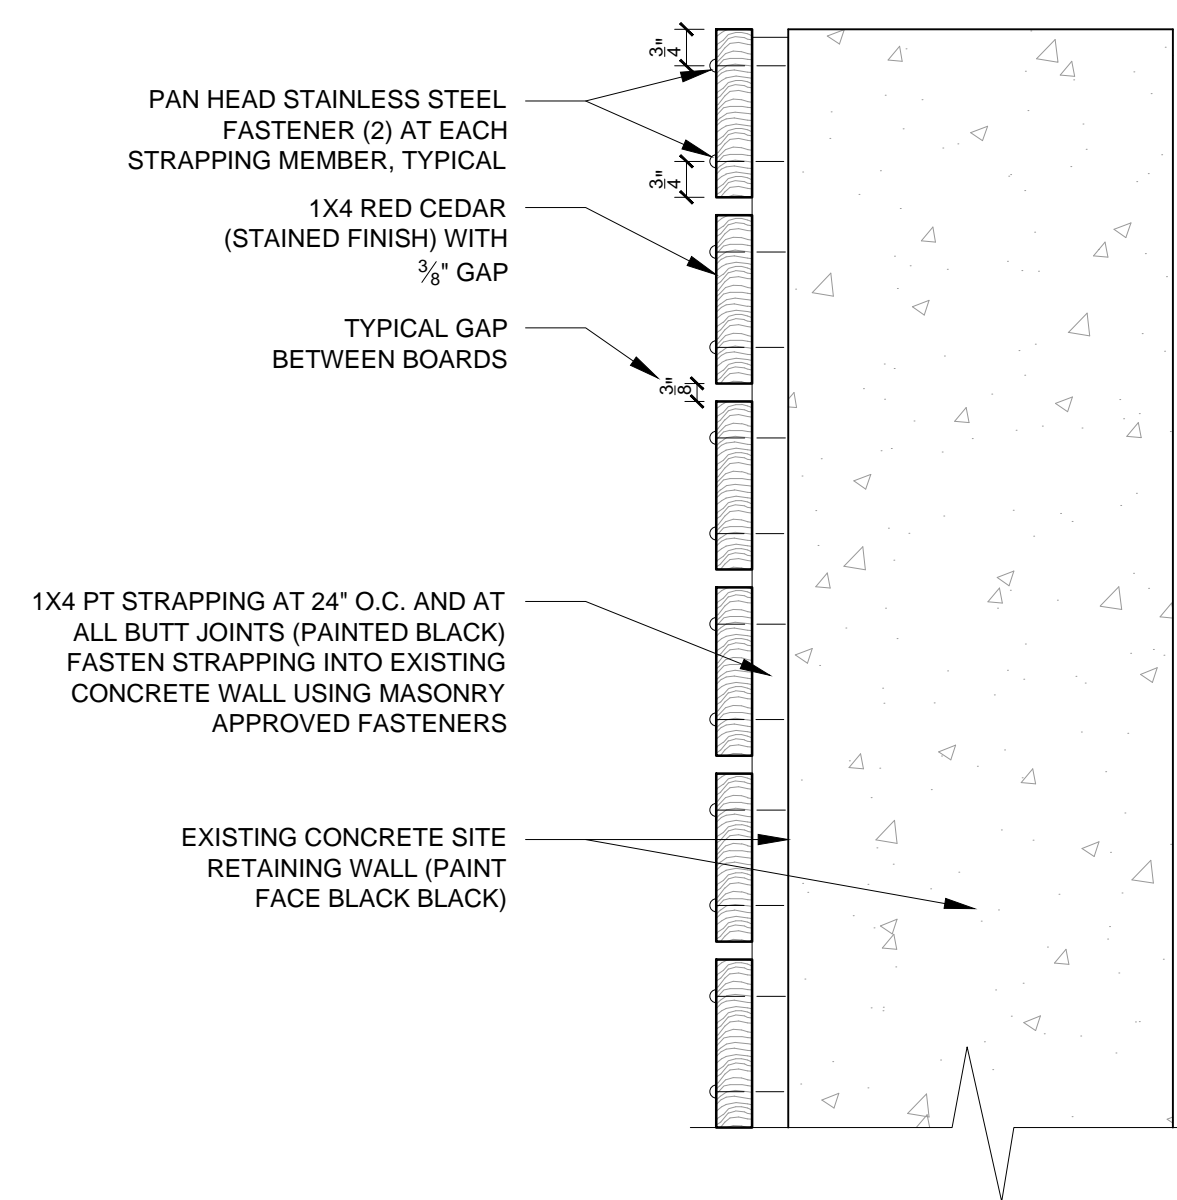 3"
4
PAN HEAD STAINLESS STEEL
FASTENER (2) AT EACH
STRAPPING MEMBER, TYPICAL
3"
4
1X4 RED CEDAR
(STAINED FINISH) WITH
3⁄8" GAP
TYPICAL GAP
BETWEEN BOARDS
3"
8
1X4 PT STRAPPING AT 24" O.C. AND AT
ALL BUTT JOINTS (PAINTED BLACK)
FASTEN STRAPPING INTO EXISTING
CONCRETE WALL USING MASONRY
APPROVED FASTENERS
EXISTING CONCRETE SITE
RETAINING WALL (PAINT
FACE BLACK BLACK)